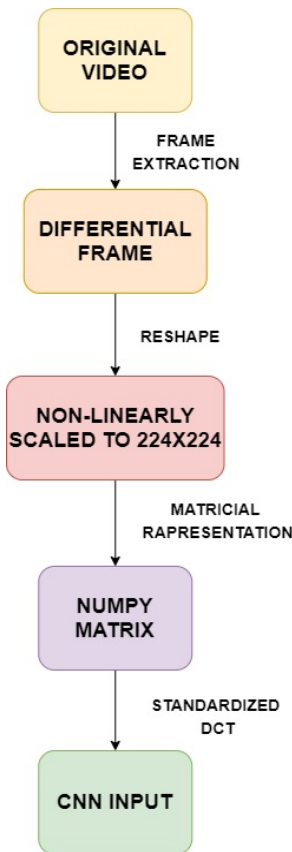 ORIGINAL
VIDEO
FRAME
EXTRACTION
DIFFERENTIAL
FRAME
RESHAPE
NON-LINEARLY
SCALED TO 224X224
MATRICIAL
RAPRESENTATION
NUMPY
MATRIX
STANDARDIZED
DCT
CNN INPUT